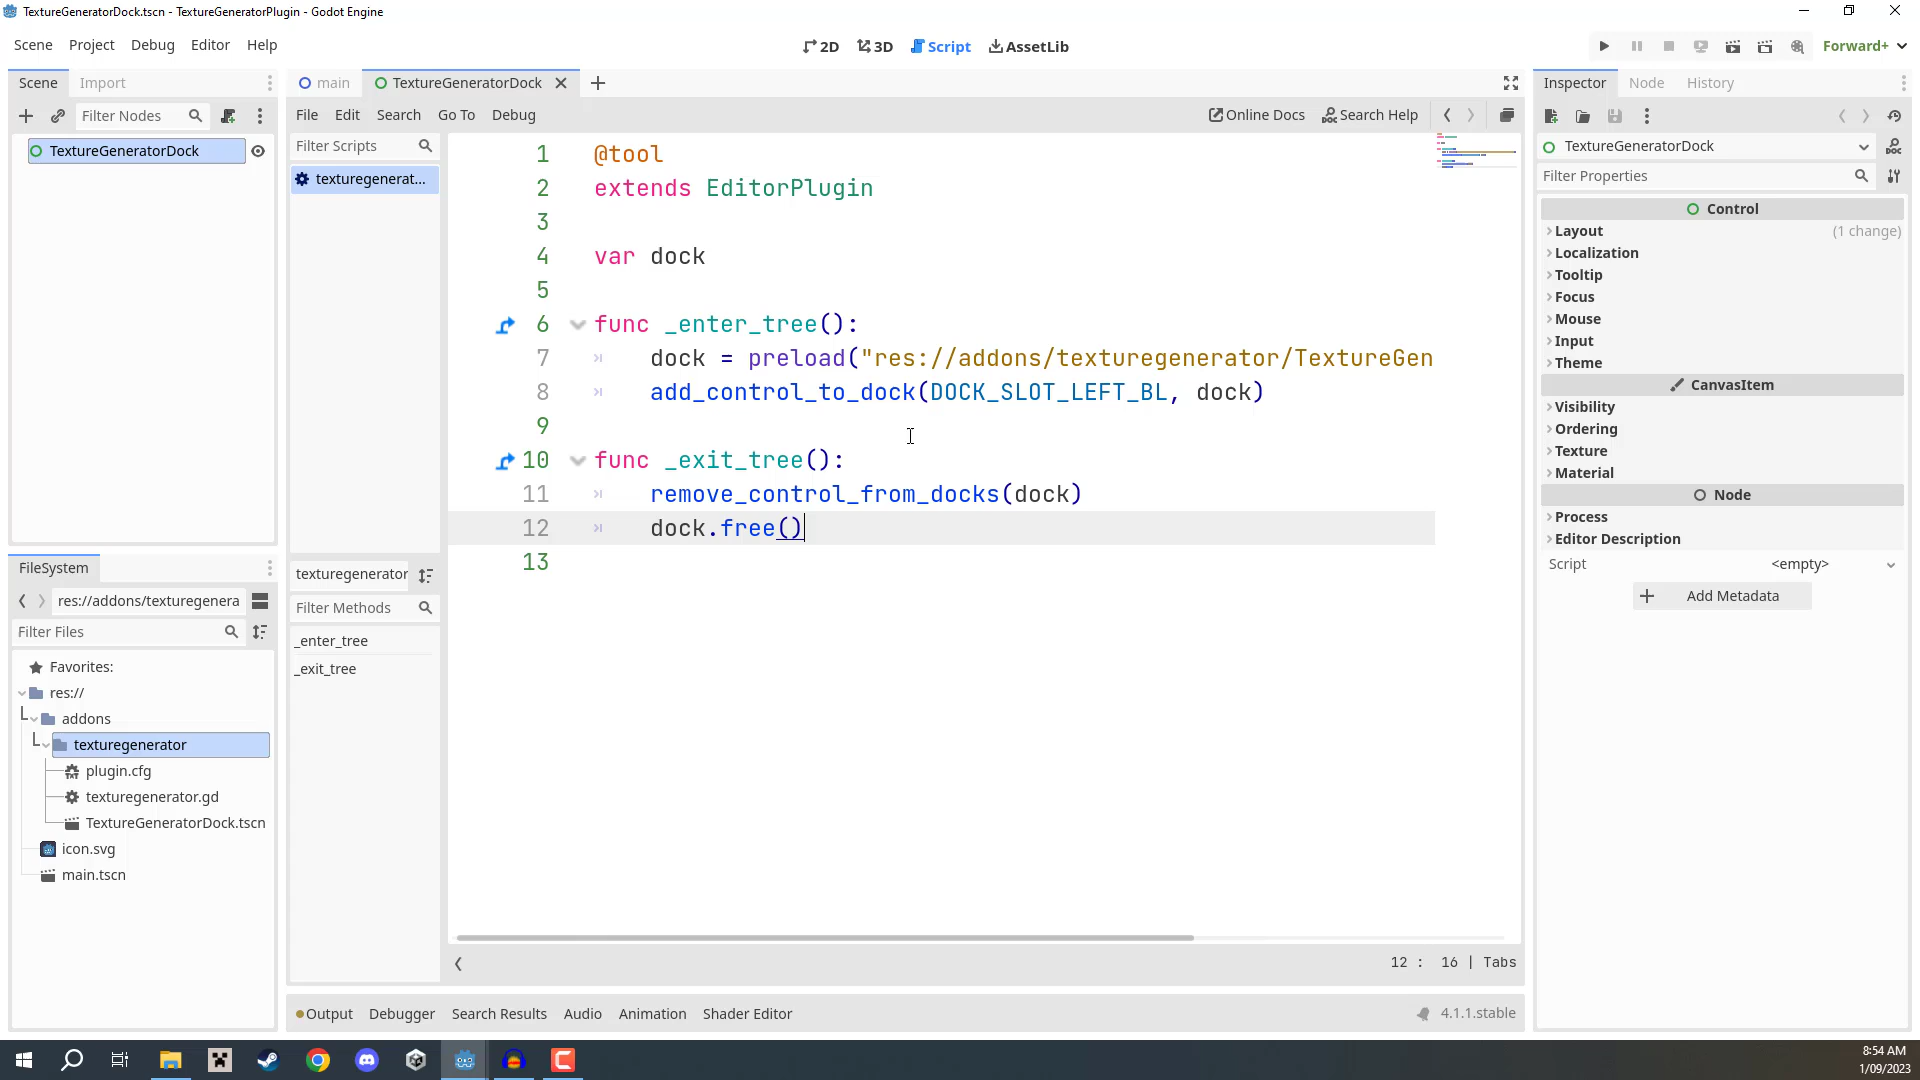 TextureGeneratorDock.tscn - TextureGeneratorPlugin - Godot Engine
Scene Project Debug Editor Help
2D 3D Script AssetLib
Forward+
Scene Import
Filter Nodes
TextureGeneratorDock
main TextureGeneratorDock
File Edit Search Go To Debug
Online Docs Search Help
Filter Scripts
texturegenerat...
1 @tool
2 extends EditorPlugin
3
4 var dock
5
6 func _enter_tree():
7 dock = preload("res://addons/texturegenerator/TextureGen
8 add_control_to_dock(DOCK_SLOT_LEFT_BL, dock)
9
10 func _exit_tree():
11 remove_control_from_docks(dock)
12 dock.free()
13
texturegenerator
Filter Methods
_enter_tree
_exit_tree
12 : 16 | Tabs
Output Debugger Search Results Audio Animation Shader Editor
4.1.1.stable
FileSystem
res://addons/texturegenera
Filter Files
Favorites:
res://
addons
texturegenerator
plugin.cfg
texturegenerator.gd
TextureGeneratorDock.tscn
icon.svg
main.tscn
Inspector Node History
TextureGeneratorDock
Filter Properties
Control
Layout (1 change)
Localization
Tooltip
Focus
Mouse
Input
Theme
CanvasItem
Visibility
Ordering
Texture
Material
Node
Process
Editor Description
Script <empty>
Add Metadata
8:54 AM
1/09/2023